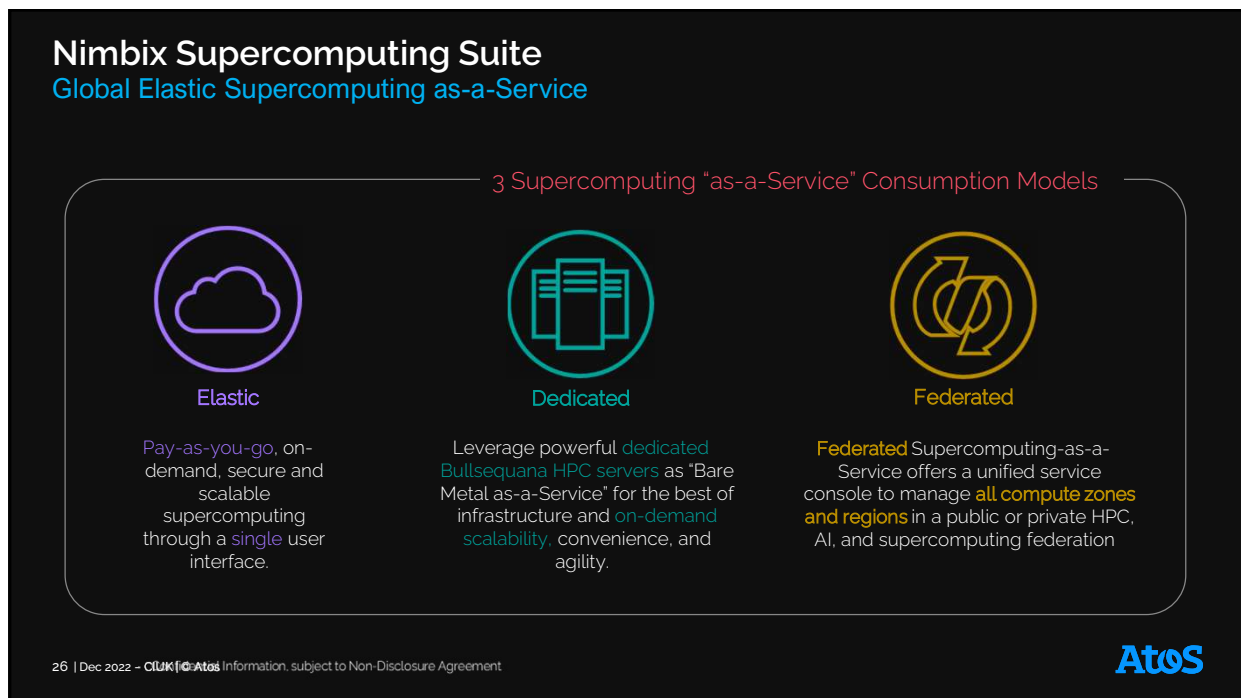 Nimbix Supercomputing Suite
Global Elastic Supercomputing as-a-Service
3 Supercomputing “as-a-Service” Consumption Models
Elastic
Pay-as-you-go, on-
demand, secure and
scalable
supercomputing
through a single user
interface.
Dedicated
Leverage powerful dedicated
Bullsequana HPC servers as “Bare
Metal as-a-Service” for the best of
infrastructure and on-demand
scalability, convenience, and
agility.
Federated
Federated Supercomputing-as-a-
Service offers a unified service
console to manage all compute zones
and regions in a public or private HPC,
AI, and supercomputing federation
26 | Dec 2022 – CIUK | © Atos
Confidential Information, subject to Non-Disclosure Agreement
Atos